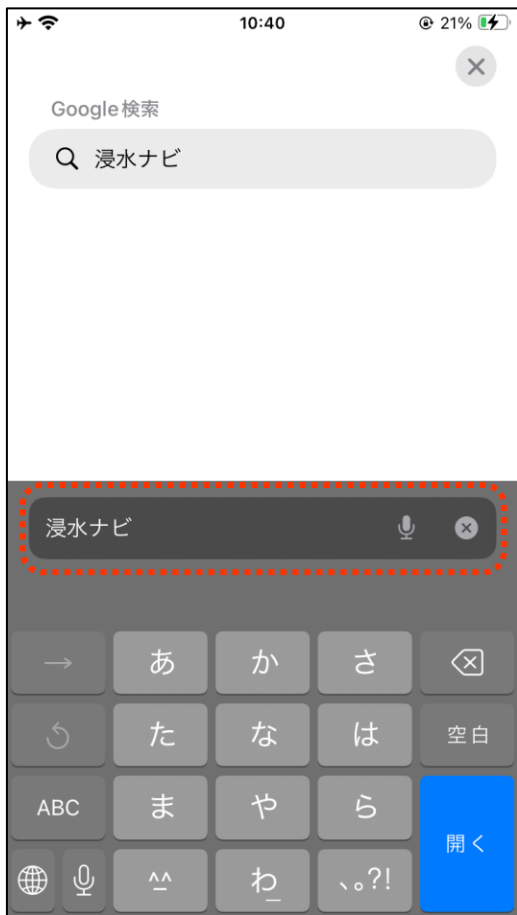 10:40
21%
Google検索
浸水ナビ
浸水ナビ
→ あ か さ
た な は 空白
ABC ま や ら
開く
^^ わ_ 、。?!